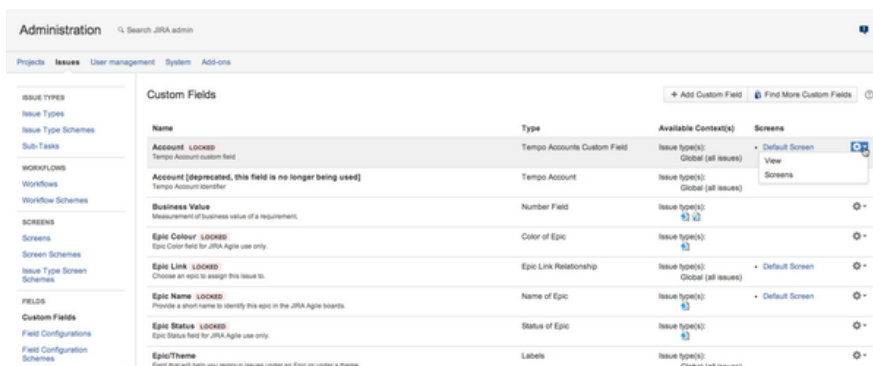 Administration Search JIRA admin
Projects Issues User management System Add-ons
ISSUE TYPES
Issue Types
Issue Type Schemes
Sub-Tasks
WORKFLOWS
Workflows
Workflow Schemes
SCREENS
Screens
Screen Schemes
Issue Type Screen
Schemes
FIELDS
Custom Fields
Field Configurations
Field Configuration
Schemes
Custom Fields + Add Custom Field Find More Custom Fields
Name Type Available Context(s) Screens
Account LOCKED Tempo Accounts Custom Field Issue type(s): • Default Screen
Tempo Account custom field Global (all issues)
View
Screens
Account [deprecated, this field is no longer being used] Tempo Account Issue type(s):
Tempo Account Identifier Global (all issues)
Business Value Number Field Issue type(s):
Measurement of business value of a requirement.
Epic Colour LOCKED Color of Epic Issue type(s):
Epic Color field for JIRA Agile use only.
Epic Link LOCKED Epic Link Relationship Issue type(s): • Default Screen
Choose an epic to assign this issue to. Global (all issues)
Epic Name LOCKED Name of Epic Issue type(s): • Default Screen
Provide a short name to identify this epic in the JIRA Agile boards.
Epic Status LOCKED Status of Epic Issue type(s):
Epic Status field for JIRA Agile use only.
Epic/Theme Labels Issue type(s):